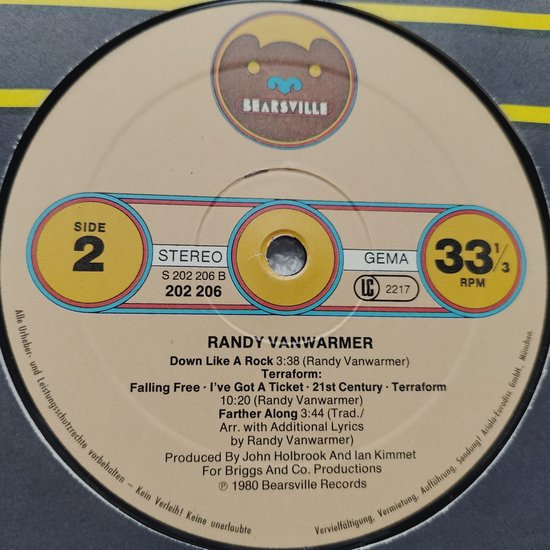 BEARSVILLE
SIDE
2
STEREO
S 202 206 B
202 206
GEMA
LC 2217
33 1/3
RPM
RANDY VANWARMER
Down Like A Rock 3:38 (Randy Vanwarmer)
Terraform:
Falling Free · I've Got A Ticket · 21st Century · Terraform
10:20 (Randy Vanwarmer)
Farther Along 3:44 (Trad./
Arr. with Additional Lyrics
by Randy Vanwarmer)
Produced By John Holbrook And Ian Kimmet
For Briggs And Co. Productions
℗ 1980 Bearsville Records
Alle Urheber- und Leistungsschutzrechte vorbehalten – Kein Verleih! Keine unerlaubte
Vervielfältigung, Vermietung, Aufführung, Sendung! Ariola-Eurodisc GmbH, München.